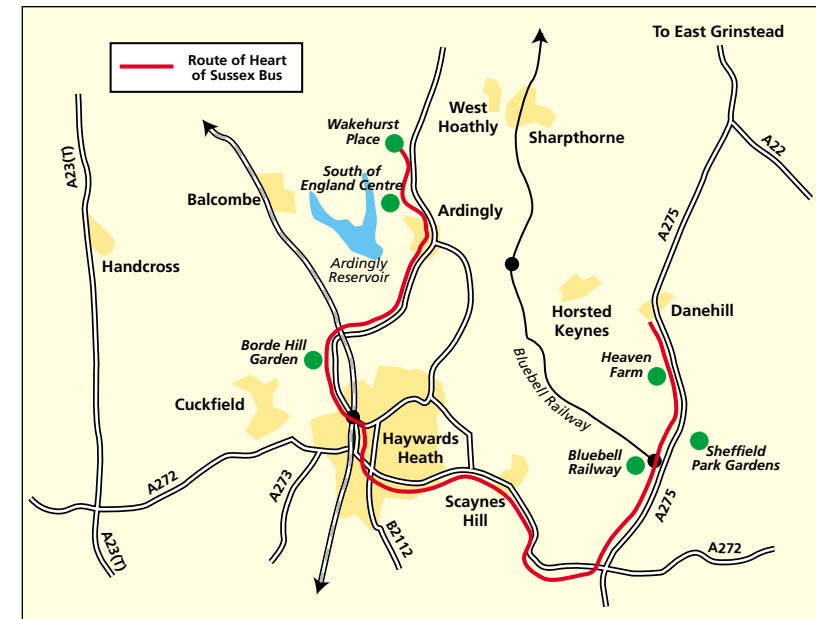 To East Grinstead
Route of Heart
of Sussex Bus
A23(T)
A22
West
Hoathly
Sharpthorne
Wakehurst
Place
South of
England Centre
Balcombe
Ardingly
A275
Handcross
Ardingly
Reservoir
Horsted
Keynes
Danehill
Borde Hill
Garden
Heaven
Farm
Bluebell Railway
Cuckfield
Haywards
Heath
Bluebell
Railway
Sheffield
Park Gardens
A272
A273
Scaynes
Hill
A275
A23(T)
B2112
A272